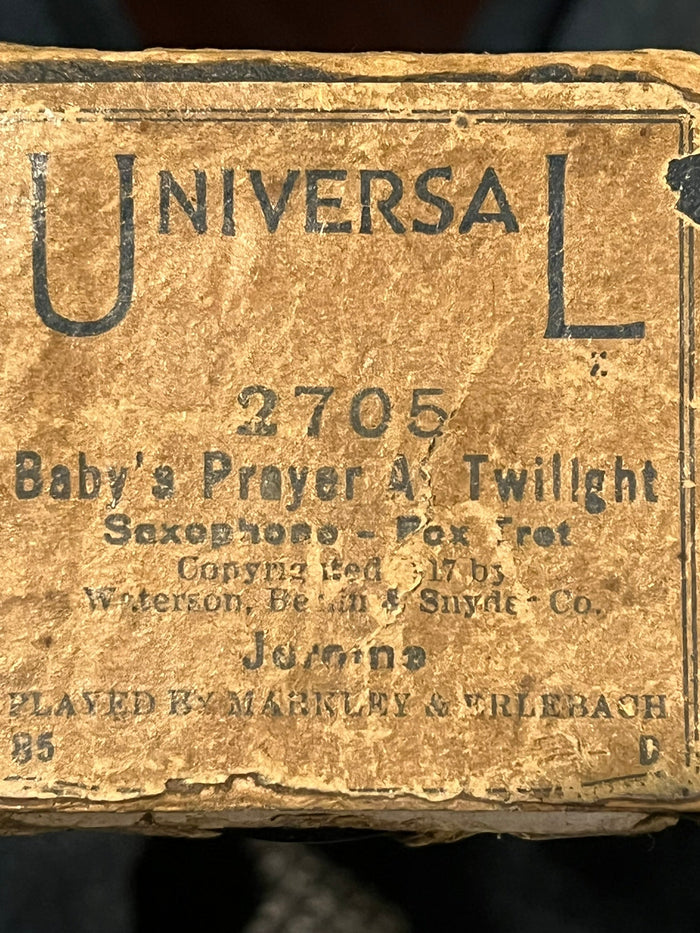 UNIVERSAL
2705
Baby's Prayer At Twilight
Saxophone - Fox Trot
Copyrighted 1917 by
Waterson, Berlin & Snyder Co.
Jerome
PLAYED BY MARKLEY & ERLEBACH
85 D